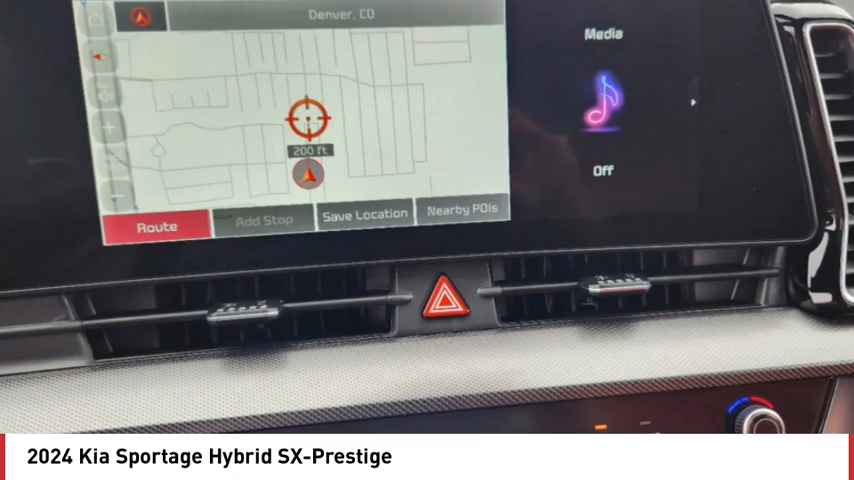 Denver, CO
Media
200 ft
Off
Route
Add Stop
Save Location
Nearby POIs
2024 Kia Sportage Hybrid SX-Prestige